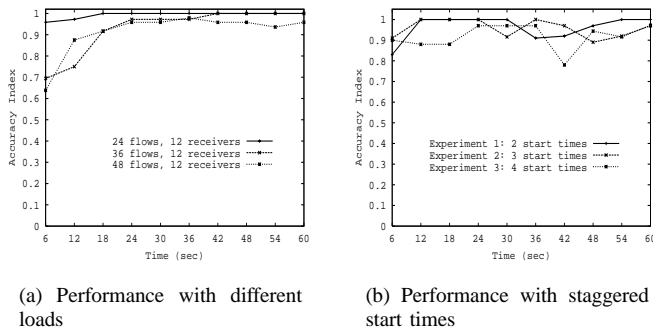 1
0.9
0.8
0.7
0.6
0.5
0.4
0.3
0.2
0.1
0
Accuracy Index
24 flows, 12 receivers
36 flows, 12 receivers
48 flows, 12 receivers
6 12 18 24 30 36 42 48 54 60
Time (sec)
(a) Performance with different
loads
1
0.9
0.8
0.7
0.6
0.5
0.4
0.3
0.2
0.1
0
Accuracy Index
Experiment 1: 2 start times
Experiment 2: 3 start times
Experiment 3: 4 start times
6 12 18 24 30 36 42 48 54 60
Time (sec)
(b) Performance with staggered
start times